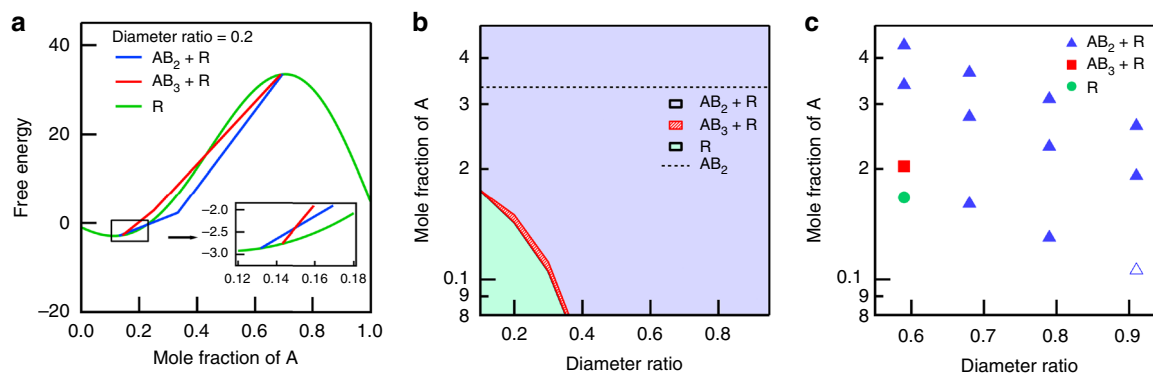 a
Diameter ratio = 0.2
AB2 + R
AB3 + R
R
40
20
0
−20
Free energy
−2.0
−2.5
−3.0
0.12 0.14 0.16 0.18
0.0 0.2 0.4 0.6 0.8 1.0
Mole fraction of A
b
AB2 + R
AB3 + R
R
AB2
4
3
2
0.1
9
8
Mole fraction of A
0.2 0.4 0.6 0.8
Diameter ratio
c
AB2 + R
AB3 + R
R
4
3
2
0.1
9
8
Mole fraction of A
0.6 0.7 0.8 0.9
Diameter ratio